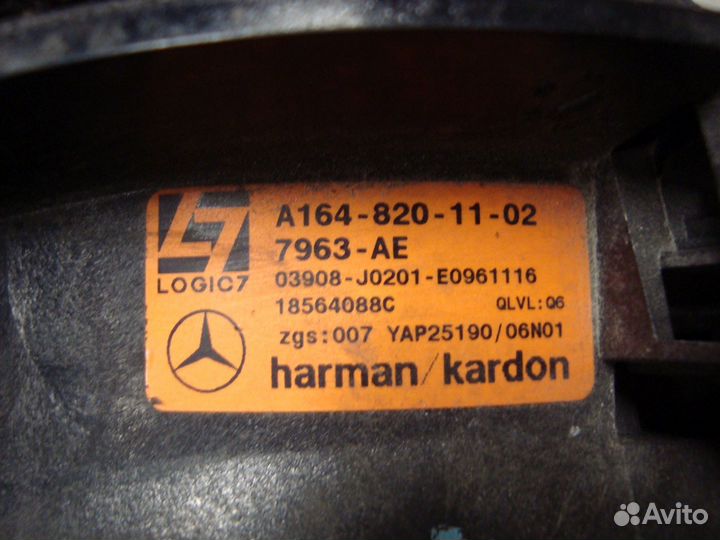 A164-820-11-02
7963-AE
LOGIC7
03908-J0201-E0961116
18564088C QLVL:Q6
zgs:007 YAP25190/06N01
harman/kardon
Avito